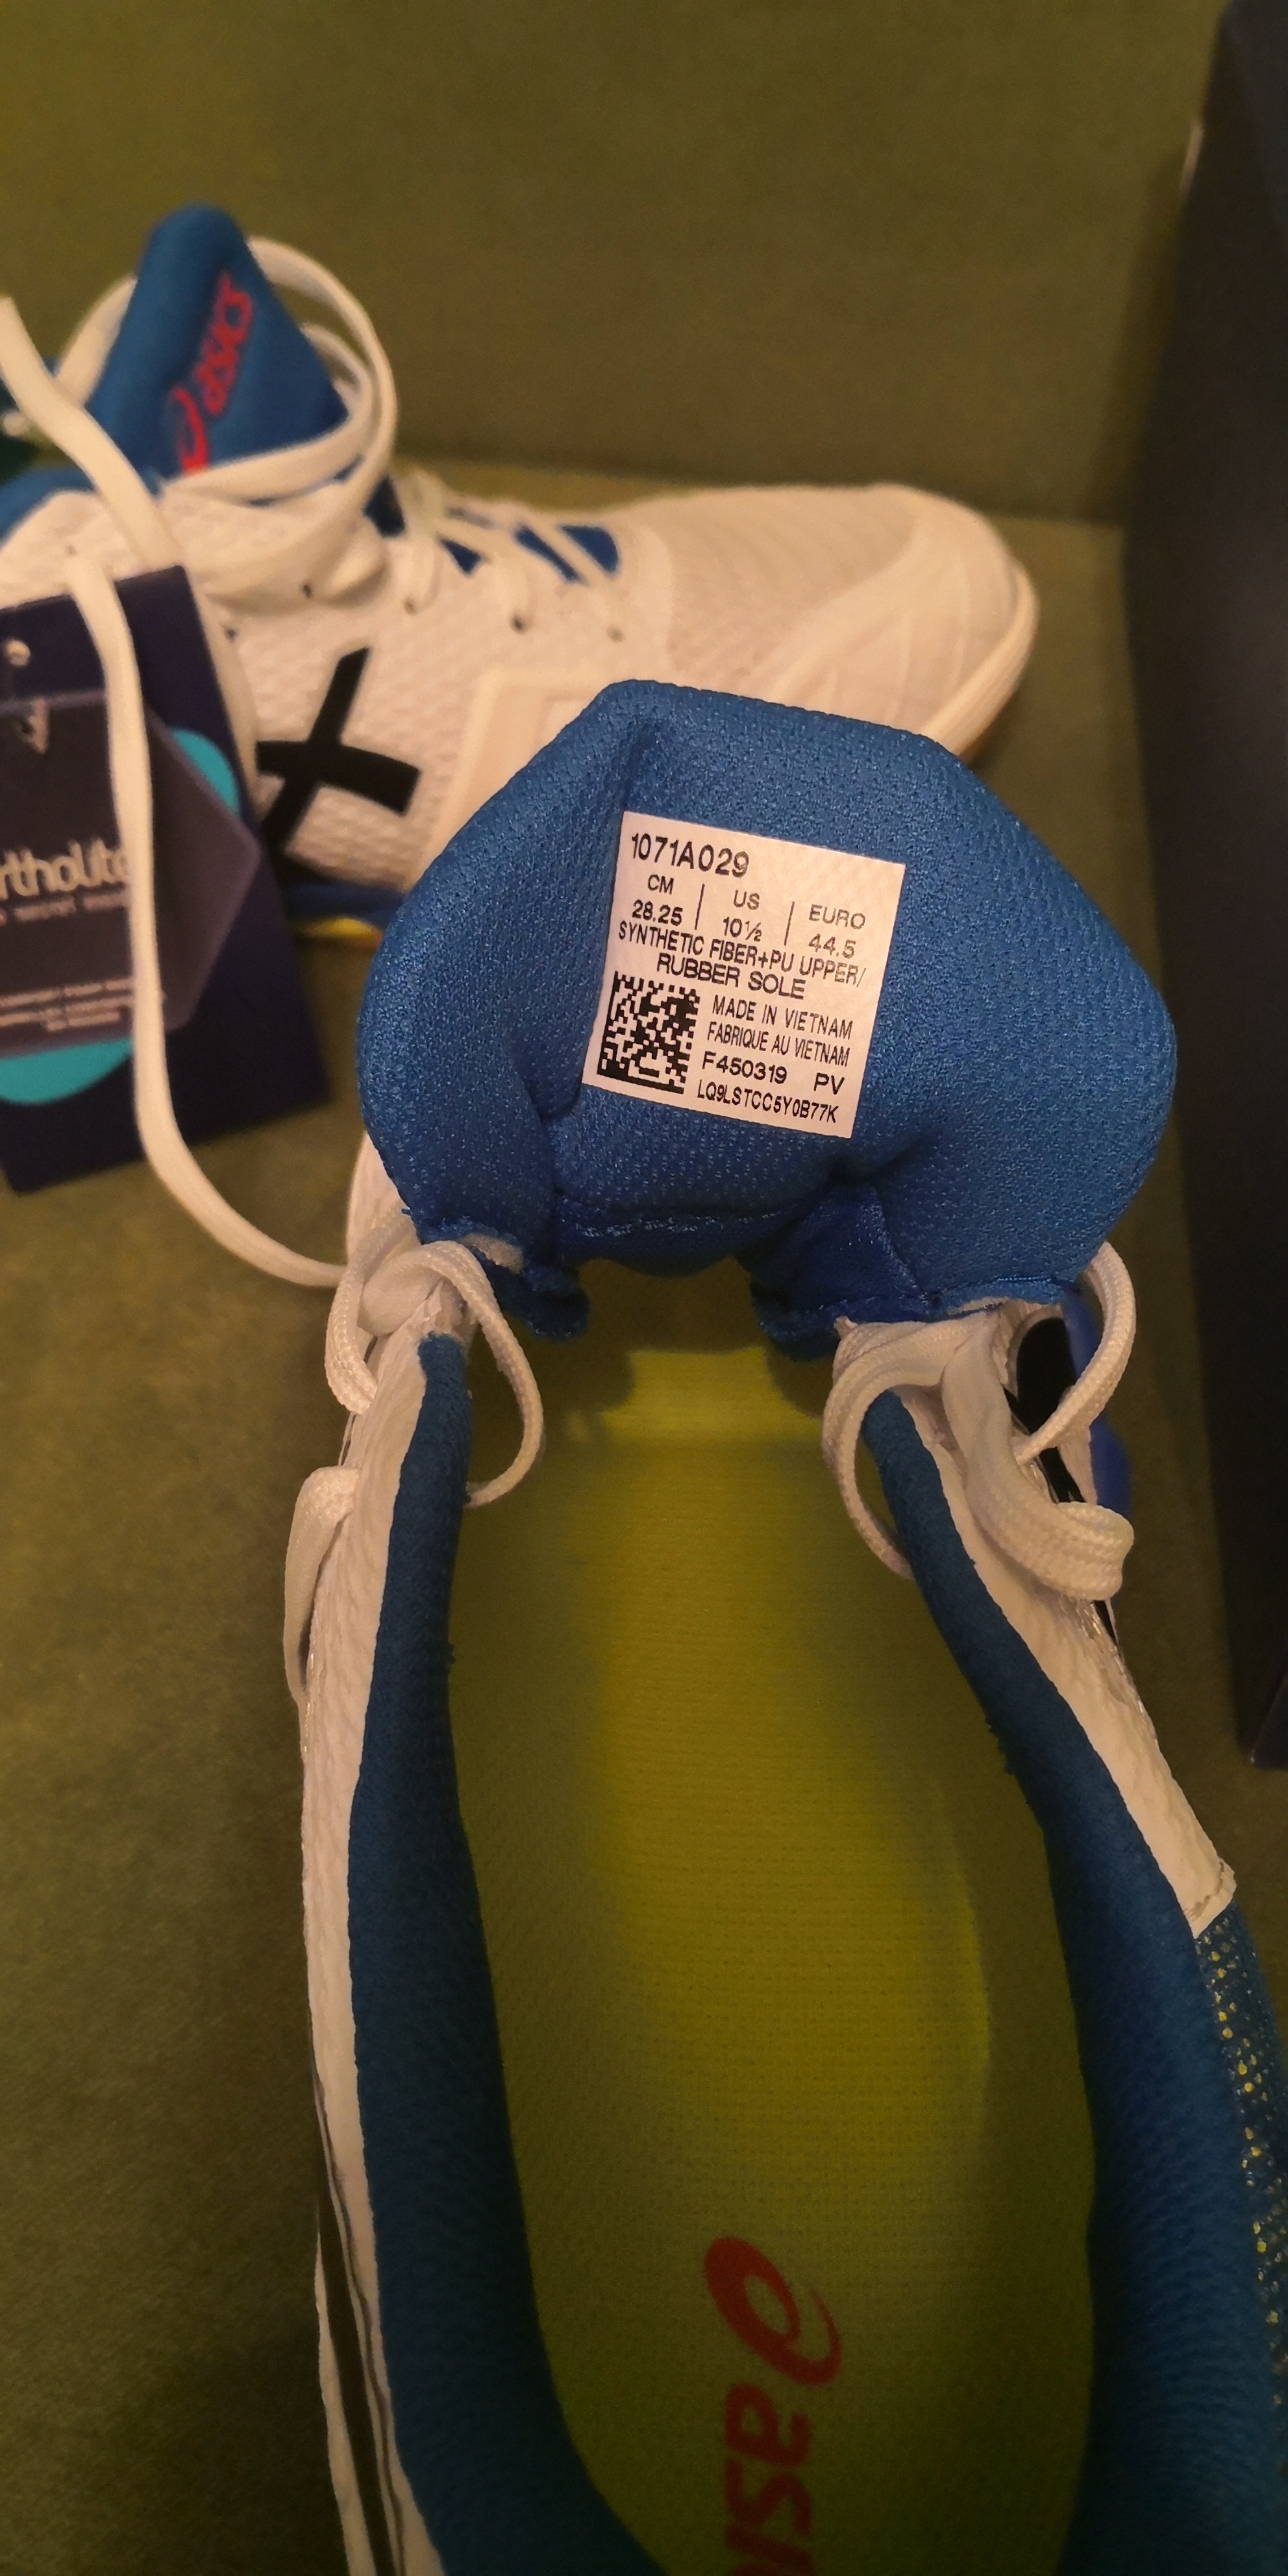 asics
1071A029
CM | US | EURO
28.25 | 10½ | 44.5
SYNTHETIC FIBER+PU UPPER/
RUBBER SOLE
MADE IN VIETNAM
FABRIQUE AU VIETNAM
F450319 PV
LQ9LSTCC5Y0B77K